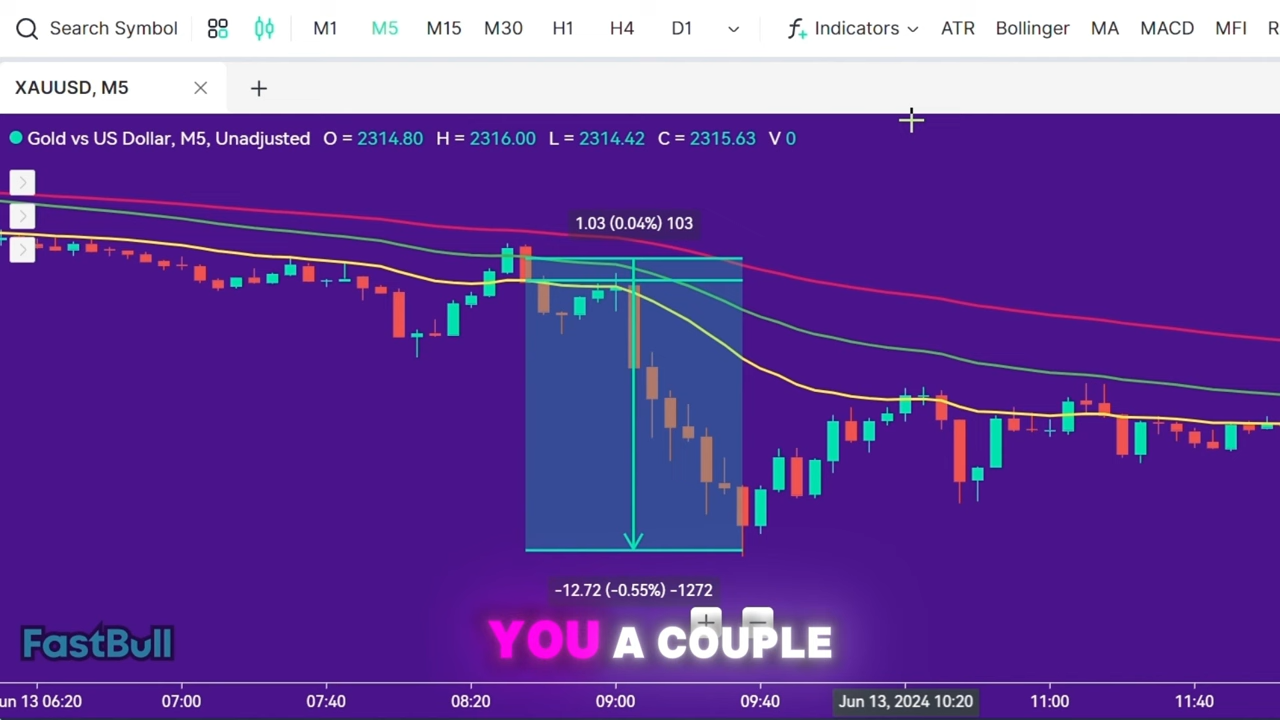 Search Symbol M1 M5 M15 M30 H1 H4 D1 Indicators ATR Bollinger MA MACD MFI R
XAUUSD, M5
Gold vs US Dollar, M5, Unadjusted O = 2314.80 H = 2316.00 L = 2314.42 C = 2315.63 V 0
1.03 (0.04%) 103
-12.72 (-0.55%) -1272
YOU A COUPLE
FastBull
un 13 06:20 07:00 07:40 08:20 09:00 09:40 Jun 13, 2024 10:20 11:00 11:40